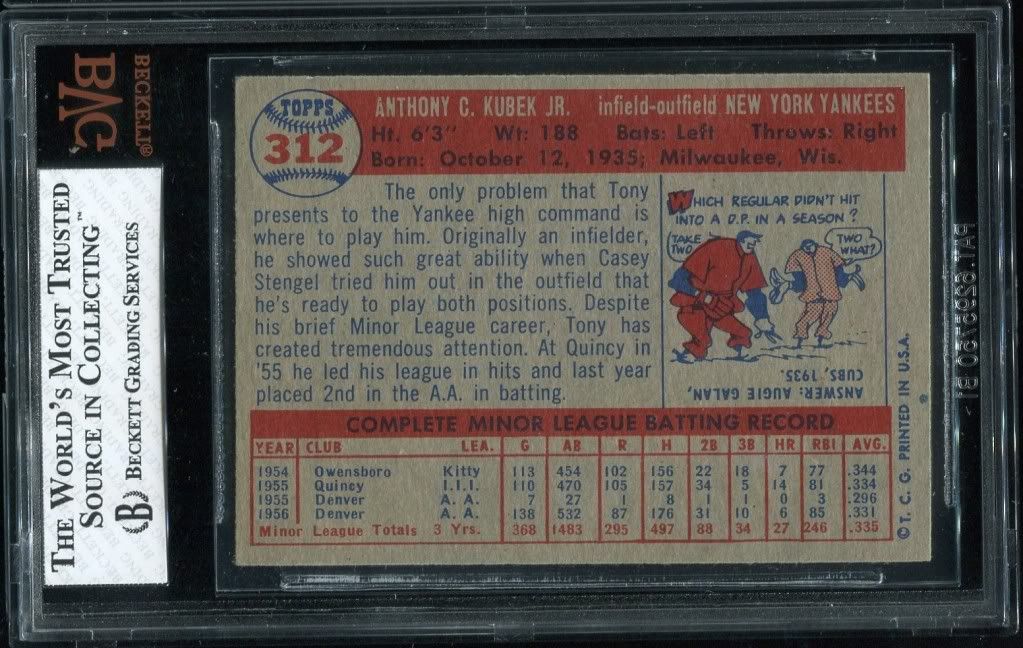 BECKETT®
BVG
THE WORLD'S MOST TRUSTED
SOURCE IN COLLECTING™
B BECKETT GRADING SERVICES
TOPPS
312
ANTHONY C. KUBEK JR. infield-outfield NEW YORK YANKEES
Ht. 6'3" Wt: 188 Bats: Left Throws: Right
Born: October 12, 1935; Milwaukee, Wis.
The only problem that Tony
presents to the Yankee high command is
where to play him. Originally an infielder,
he showed such great ability when Casey
Stengel tried him out in the outfield that
he's ready to play both positions. Despite
his brief Minor League career, Tony has
created tremendous attention. At Quincy in
'55 he led his league in hits and last year
placed 2nd in the A.A. in batting.
WHICH REGULAR DIDN'T HIT
INTO A D.P. IN A SEASON?
TAKE
TWO
TWO
WHAT?
ANSWER: AUGIE GALAN,
CUBS, 1935.
COMPLETE MINOR LEAGUE BATTING RECORD
YEAR CLUB LEA. G AB R H 2B 3B HR RBI AVG.
1954 Owensboro Kitty 113 454 102 156 22 18 7 77 .344
1955 Quincy I.I.I. 110 470 105 157 34 5 14 81 .334
1955 Denver A. A. 7 27 1 8 1 1 0 3 .296
1956 Denver A. A. 138 532 87 176 31 10 6 85 .331
Minor League Totals 3 Yrs. 368 1483 295 497 88 34 27 246 .335
© T. C. G. PRINTED IN U.S.A.
PAT. 6295750 B1